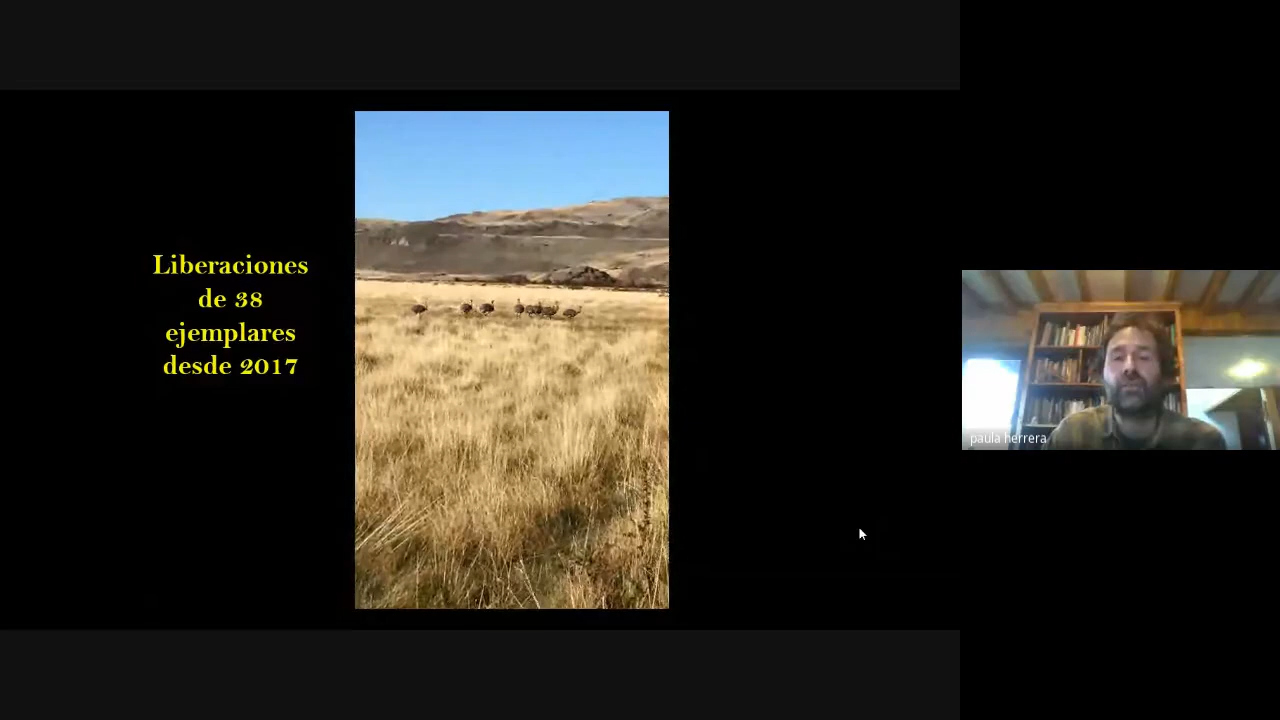 Liberaciones
de 38
ejemplares
desde 2017
paula herrera